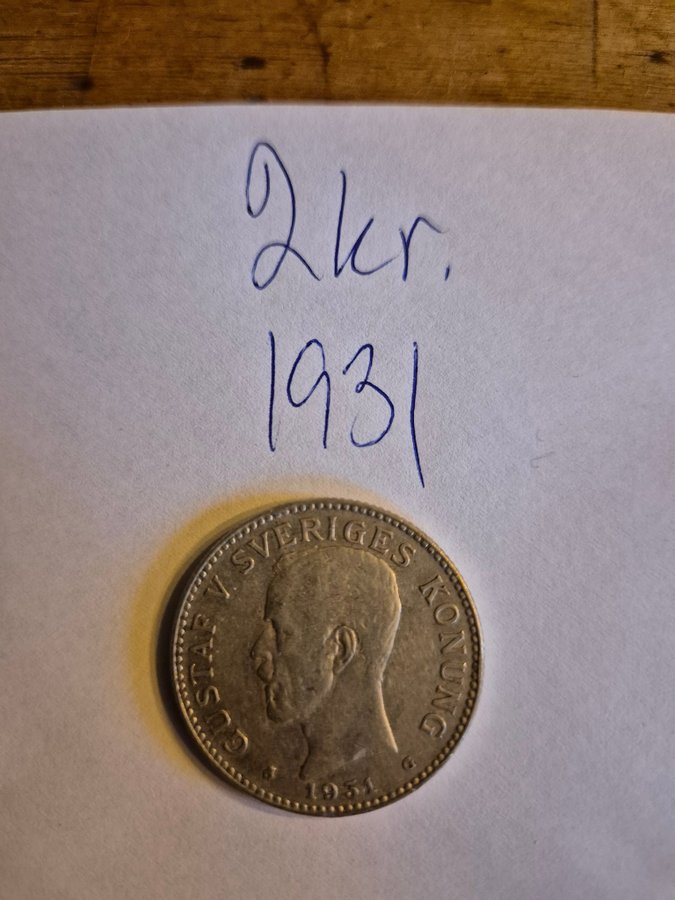 2kr.
1931
GUSTAF V SVERIGES KONUNG
G 1931 G